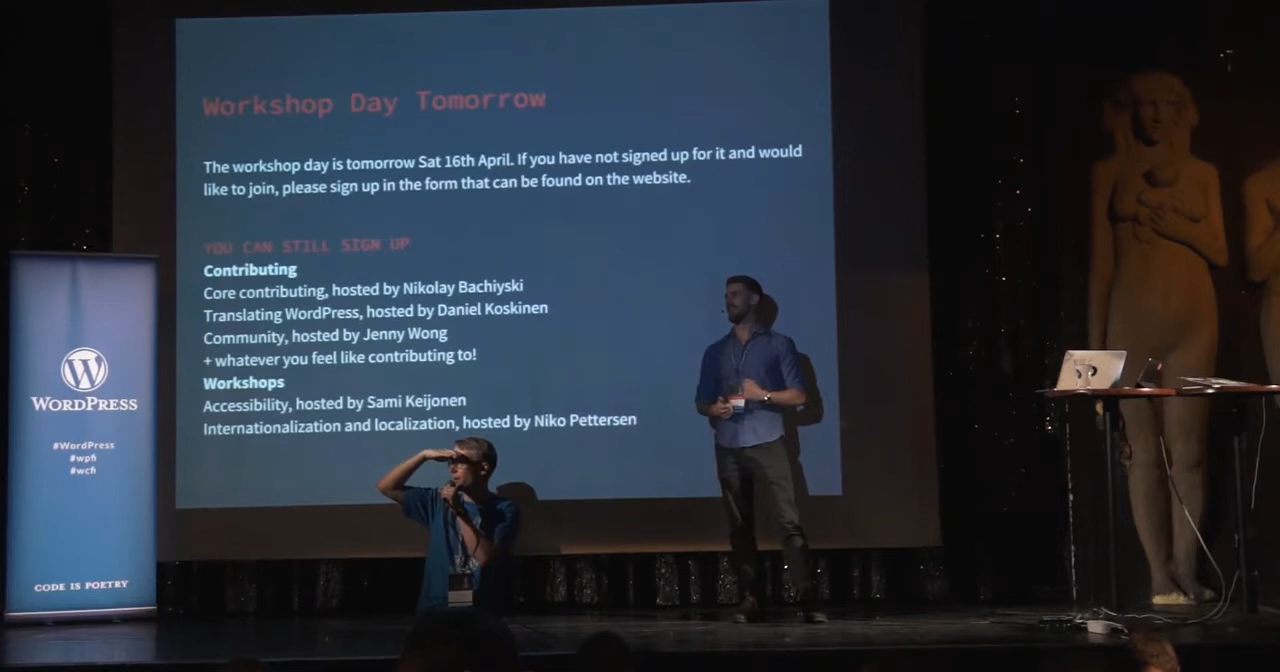 Workshop Day Tomorrow
The workshop day is tomorrow Sat 16th April. If you have not signed up for it and would
like to join, please sign up in the form that can be found on the website.
YOU CAN STILL SIGN UP
Contributing
Core contributing, hosted by Nikolay Bachiyski
Translating WordPress, hosted by Daniel Koskinen
Community, hosted by Jenny Wong
+ whatever you feel like contributing to!
Workshops
Accessibility, hosted by Sami Keijonen
Internationalization and localization, hosted by Niko Pettersen
W
WORDPRESS
#WordPress
#wpfi
#wcfi
CODE IS POETRY